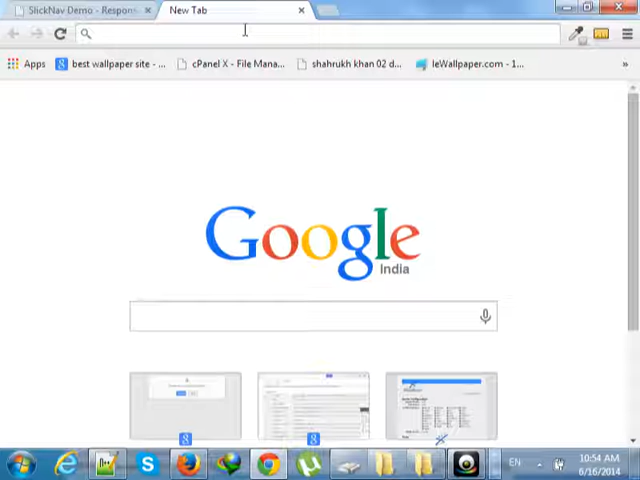 SlickNav Demo - Respons
New Tab
Apps
best wallpaper site - ...
cPanel X - File Mana...
shahrukh khan 02 d...
leWallpaper.com - 1...
»
Google
India
EN
10:54 AM
6/16/2014